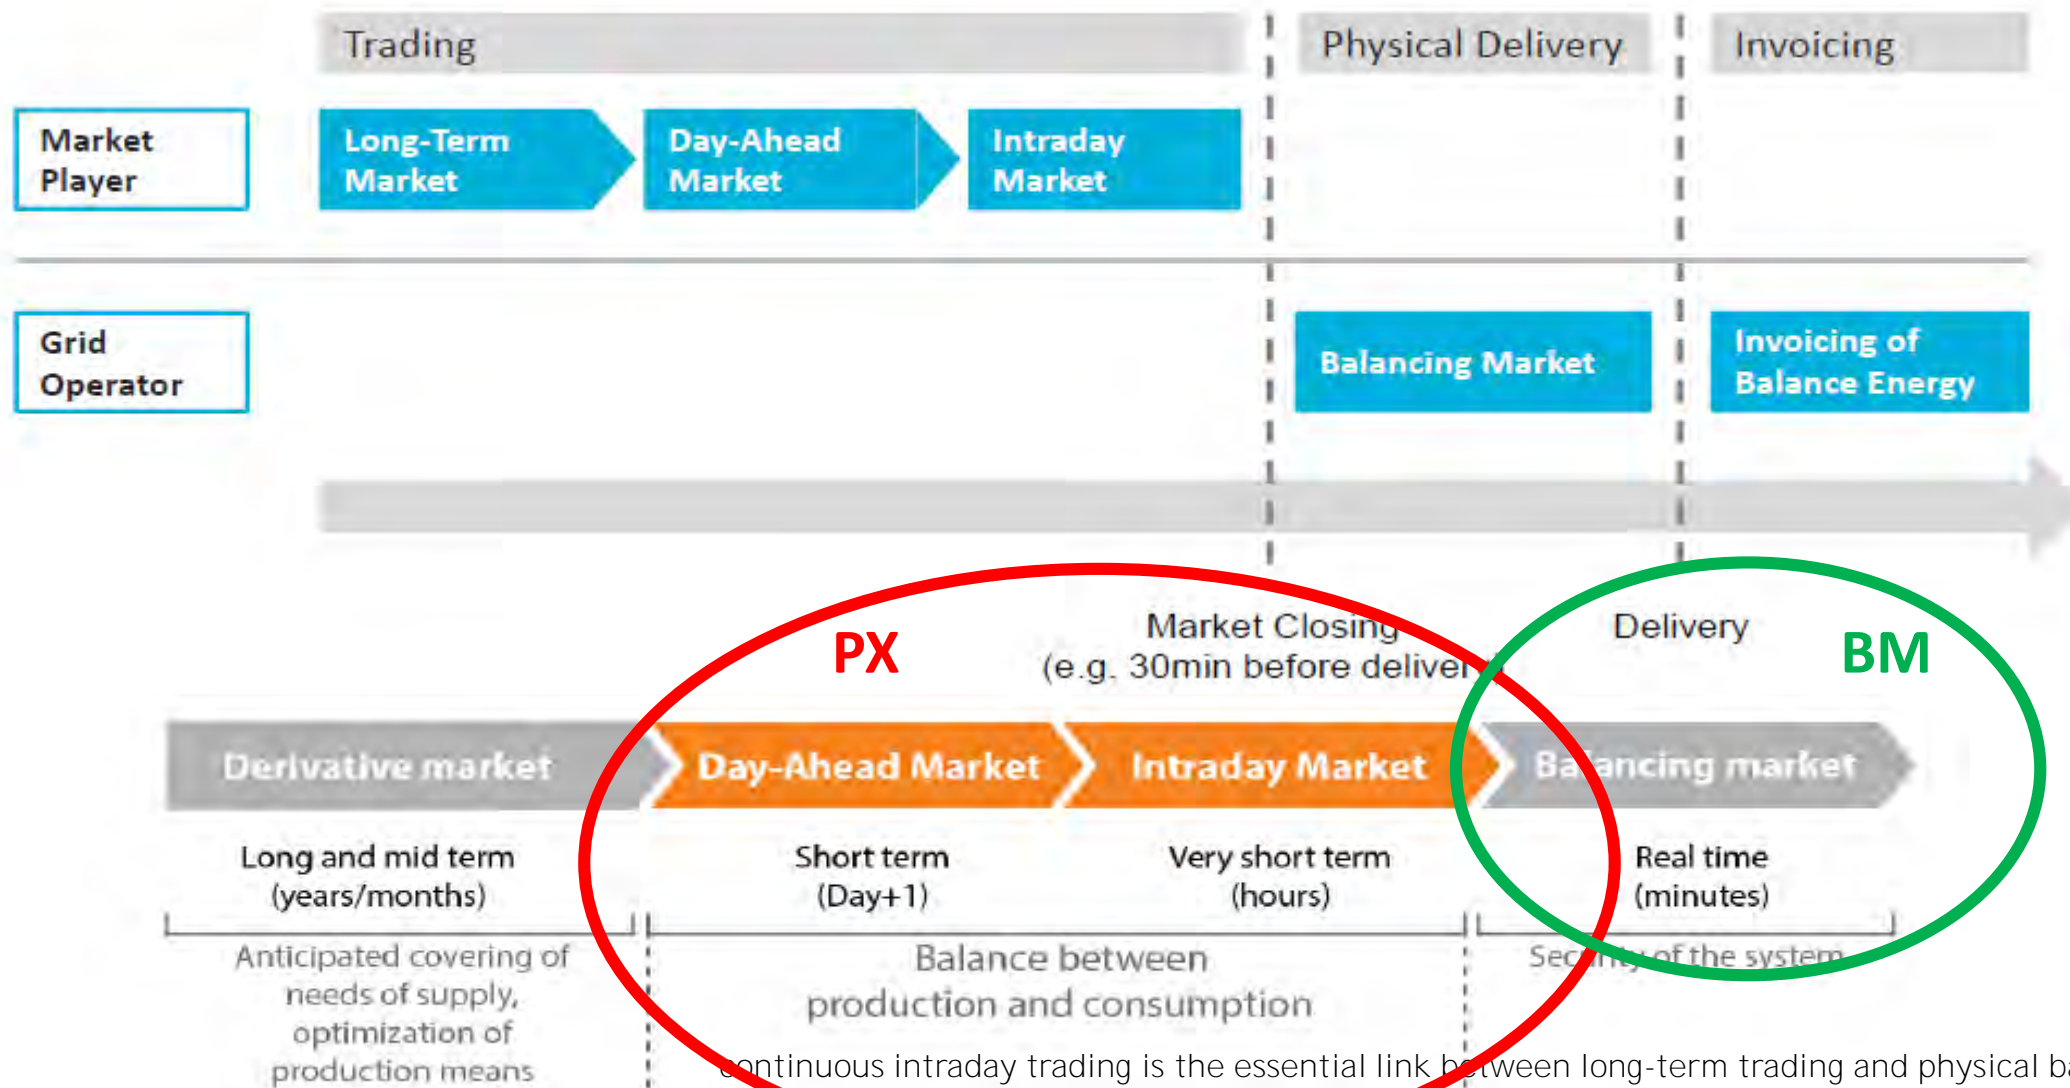 Trading
Physical Delivery
Invoicing
Market
Player
Long-Term
Market
Day-Ahead
Market
Intraday
Market
Grid
Operator
Balancing Market
Invoicing of
Balance Energy
PX
Market Closing
(e.g. 30min before delivery)
Delivery
BM
Derivative market
Day-Ahead Market
Intraday Market
Balancing market
Long and mid term
(years/months)
Short term
(Day+1)
Very short term
(hours)
Real time
(minutes)
Anticipated covering of
needs of supply,
optimization of
production means
Balance between
production and consumption
Security of the system
continuous intraday trading is the essential link between long-term trading and physical